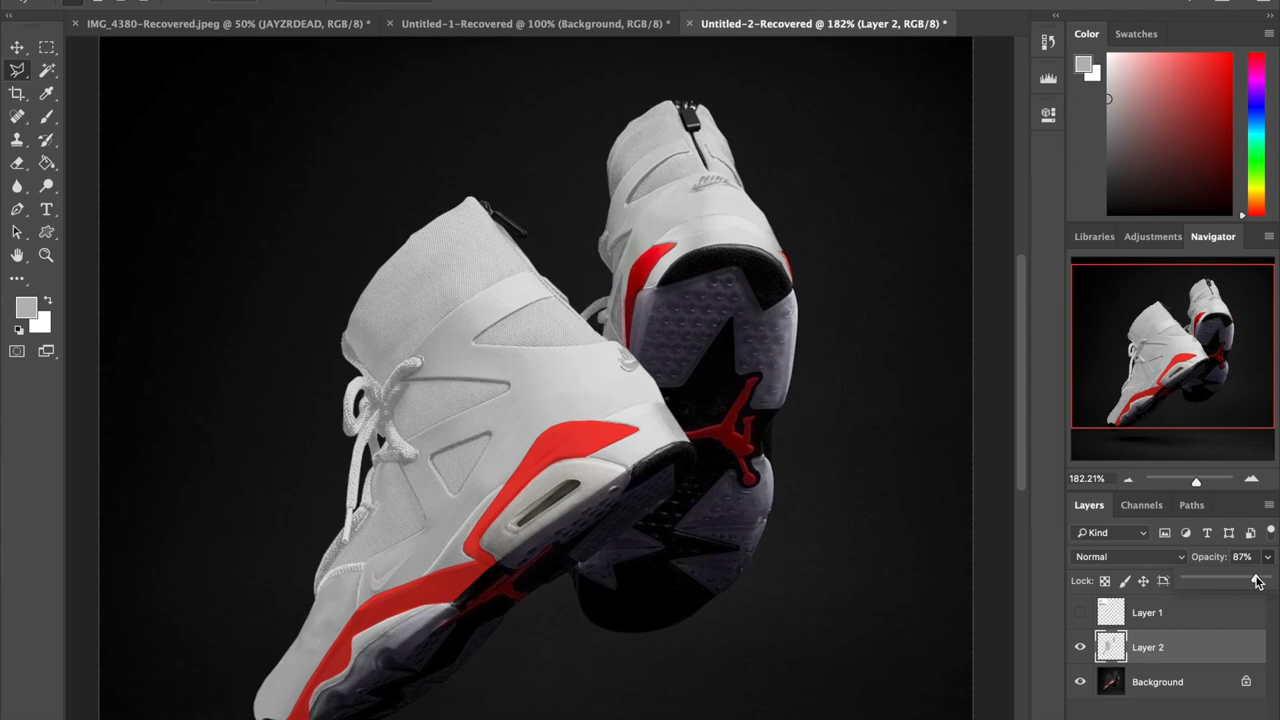 IMG_4380-Recovered.jpeg @ 50% (JAYZRDEAD, RGB/8) *
Untitled-1-Recovered @ 100% (Background, RGB/8) *
Untitled-2-Recovered @ 182% (Layer 2, RGB/8) *
Color
Swatches
NIKE
Libraries
Adjustments
Navigator
182.21%
Layers
Channels
Paths
Kind
Normal
Opacity: 87%
Lock:
Layer 1
Layer 2
Background